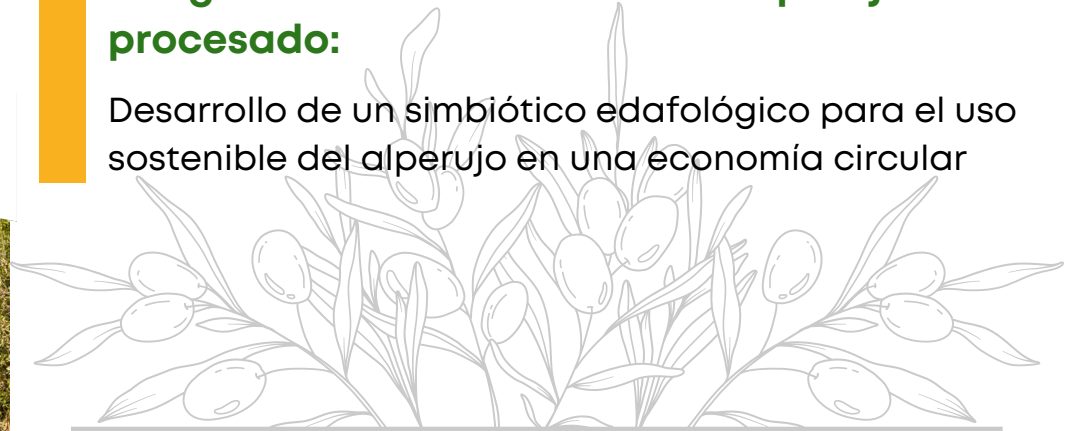 procesado:
Desarrollo de un simbiótico edafológico para el uso
sostenible del alperujo en una economía circular